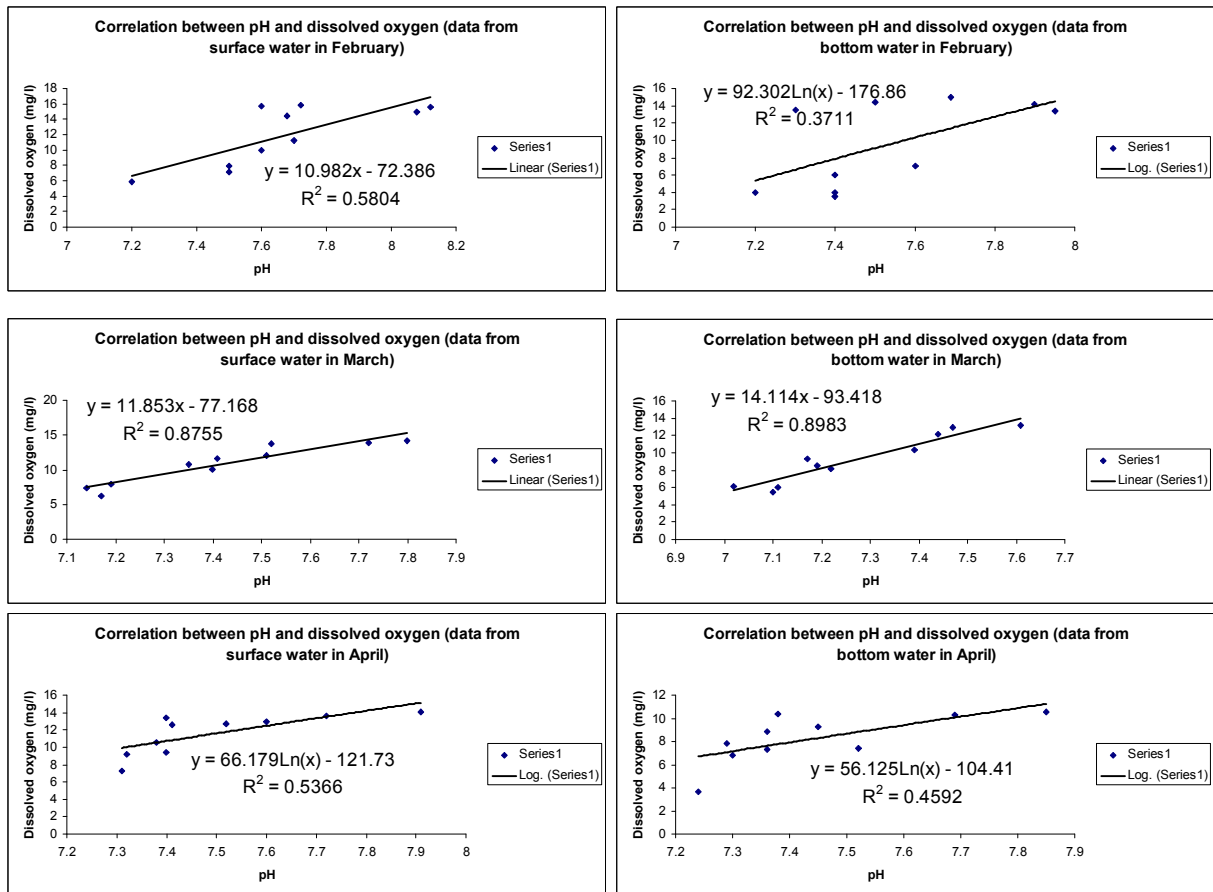 Correlation between pH and dissolved oxygen (data from
surface water in February)
Dissolved oxygen (mg/l)
18
16
14
12
10
8
6
4
2
0
y = 10.982x - 72.386
R2 = 0.5804
7 7.2 7.4 7.6 7.8 8 8.2
pH
Series1
Linear (Series1)
Correlation between pH and dissolved oxygen (data from
bottom water in February)
Dissolved oxygen (mg/l)
16
14
12
10
8
6
4
2
0
y = 92.302Ln(x) - 176.86
R2 = 0.3711
7 7.2 7.4 7.6 7.8 8
pH
Series1
Log. (Series1)
Correlation between pH and dissolved oxygen (data from
surface water in March)
Dissolved oxygen (mg/l)
20
15
10
5
0
y = 11.853x - 77.168
R2 = 0.8755
7.1 7.2 7.3 7.4 7.5 7.6 7.7 7.8 7.9
pH
Series1
Linear (Series1)
Correlation between pH and dissolved oxygen (data from
bottom water in March)
Dissolved oxygen (mg/l)
16
14
12
10
8
6
4
2
0
y = 14.114x - 93.418
R2 = 0.8983
6.9 7 7.1 7.2 7.3 7.4 7.5 7.6 7.7
pH
Series1
Linear (Series1)
Correlation between pH and dissolved oxygen (data from
surface water in April)
Dissolved oxygen (mg/l)
16
14
12
10
8
6
4
2
0
y = 66.179Ln(x) - 121.73
R2 = 0.5366
7.2 7.3 7.4 7.5 7.6 7.7 7.8 7.9 8
pH
Series1
Log. (Series1)
Correlation between pH and dissolved oxygen (data from
bottom water in April)
Dissolved oxygen (mg/l)
12
10
8
6
4
2
0
y = 56.125Ln(x) - 104.41
R2 = 0.4592
7.2 7.3 7.4 7.5 7.6 7.7 7.8 7.9
pH
Series1
Log. (Series1)